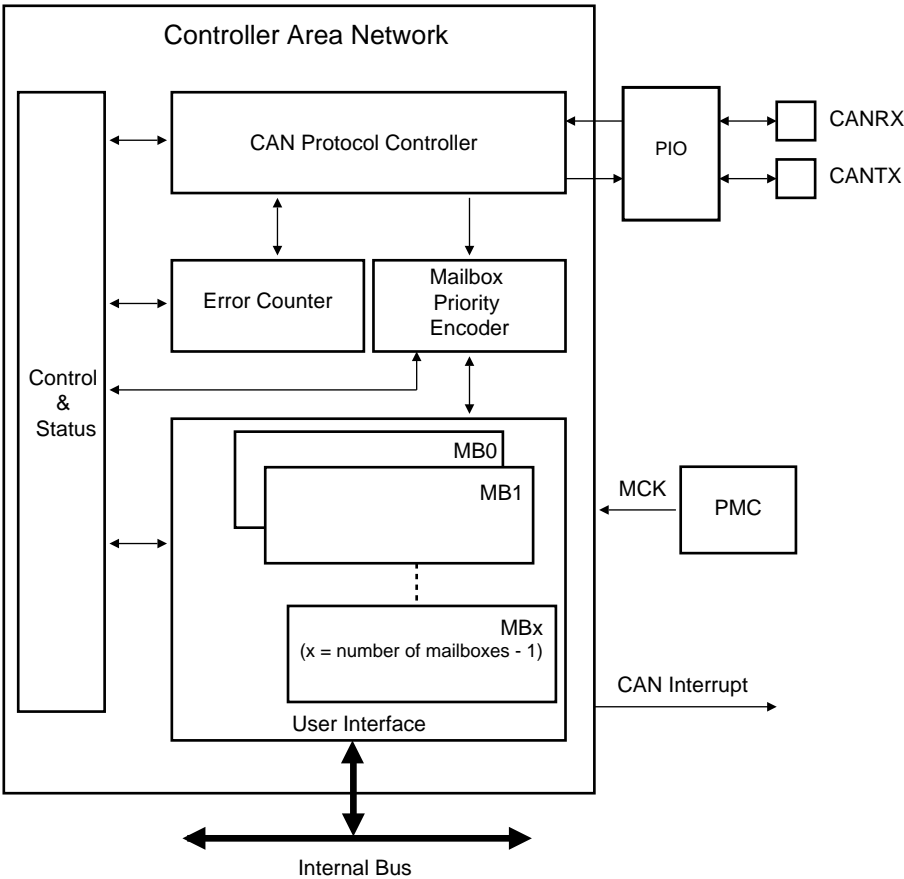 Controller Area Network
CAN Protocol Controller
PIO
CANRX
CANTX
Error Counter
Mailbox
Priority
Encoder
Control
&
Status
MB0
MB1
MCK
PMC
MBx
(x = number of mailboxes - 1)
CAN Interrupt
User Interface
Internal Bus